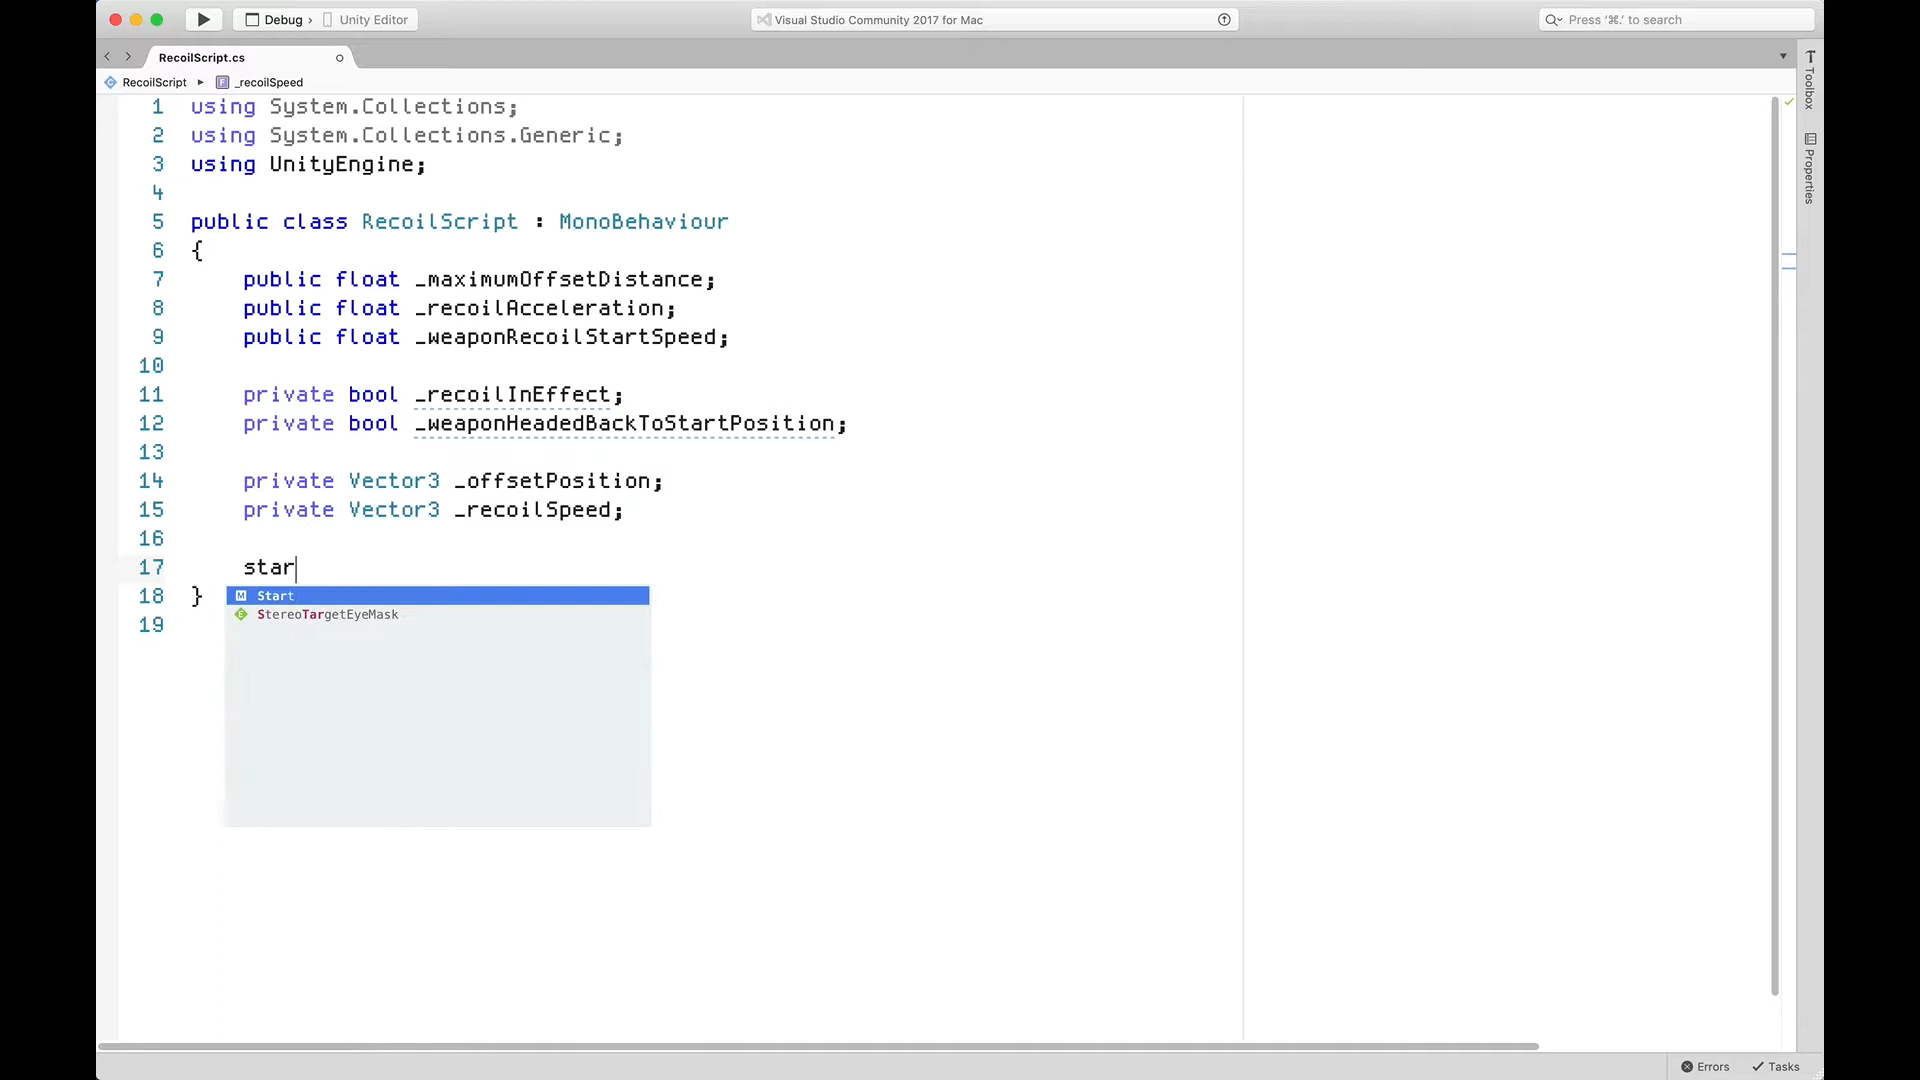 Debug › Unity Editor
Visual Studio Community 2017 for Mac
Press '⌘.' to search
RecoilScript.cs
RecoilScript ▸ _recoilSpeed
Toolbox
Properties
1 using System.Collections;
2 using System.Collections.Generic;
3 using UnityEngine;
4
5 public class RecoilScript : MonoBehaviour
6 {
7 public float _maximumOffsetDistance;
8 public float _recoilAcceleration;
9 public float _weaponRecoilStartSpeed;
10
11 private bool _recoilInEffect;
12 private bool _weaponHeadedBackToStartPosition;
13
14 private Vector3 _offsetPosition;
15 private Vector3 _recoilSpeed;
16
17 star
18 }
19
M Start
E StereoTargetEyeMask
Errors
Tasks